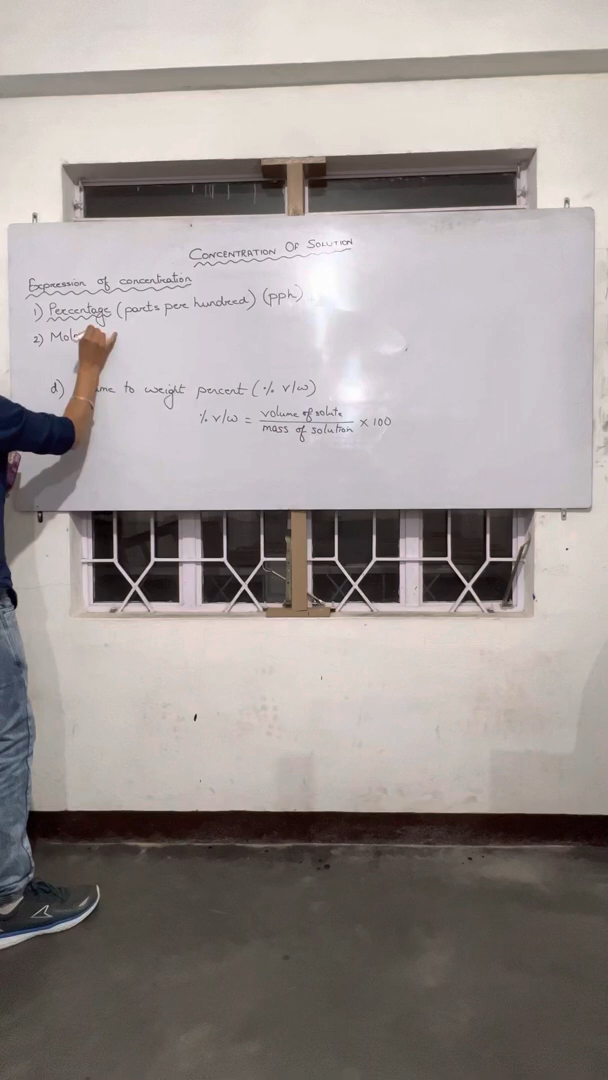 CONCENTRATION OF SOLUTION
Expression of concentration
1) Percentage (parts per hundred) (pph)
2) Mol
d) me to weight percent (% v/w)
% v/w = volume of solute / mass of solution × 100